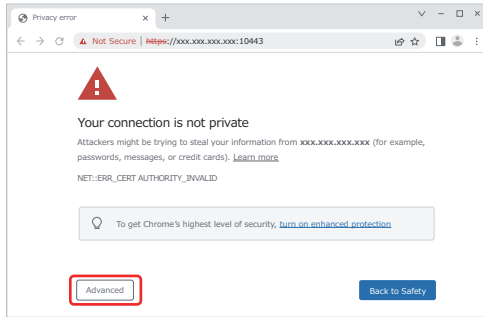 Privacy error
Not Secure | https://xxx.xxx.xxx.xxx:10443
Your connection is not private
Attackers might be trying to steal your information from xxx.xxx.xxx.xxx (for example,
passwords, messages, or credit cards). Learn more
NET::ERR_CERT AUTHORITY_INVALID
To get Chrome's highest level of security, turn on enhanced protection
Advanced
Back to Safety